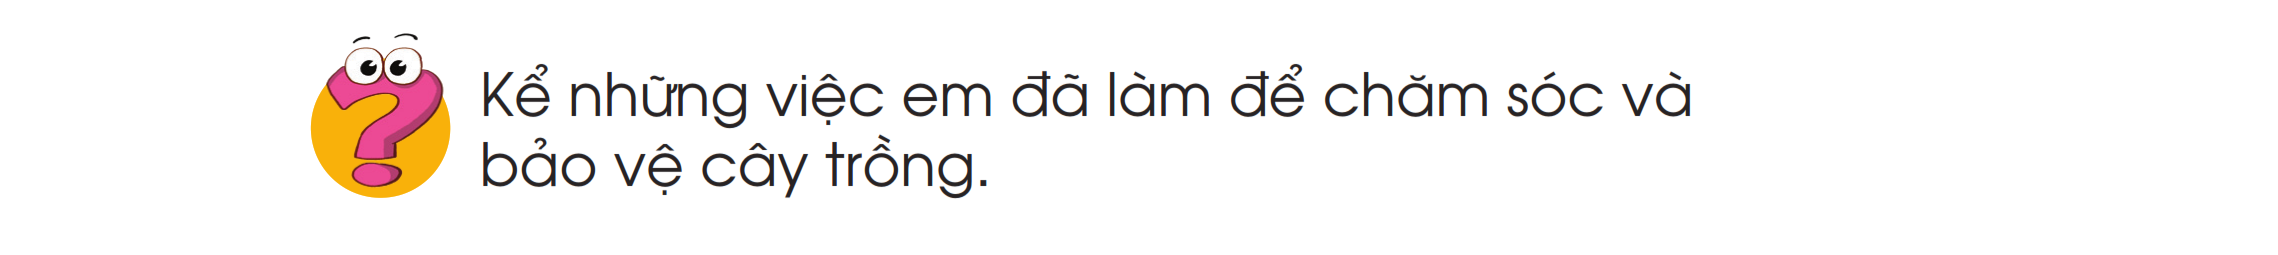 Kể những việc em đã làm để chăm sóc và
bảo vệ cây trồng.